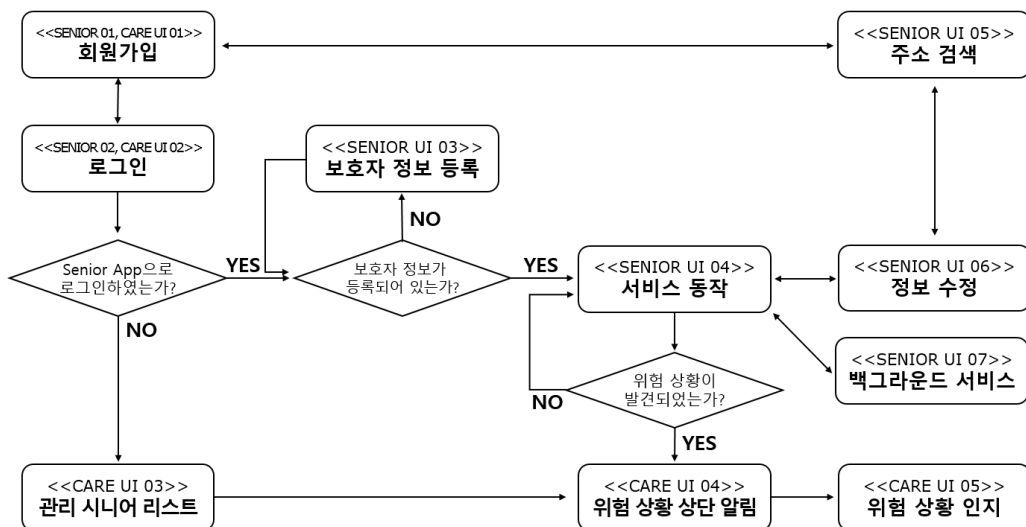 <<SENIOR 01, CARE UI 01>>
회원가입
<<SENIOR UI 05>>
주소 검색
<<SENIOR 02, CARE UI 02>>
로그인
<<SENIOR UI 03>>
보호자 정보 등록
NO
Senior App으로
로그인하였는가?
YES
보호자 정보가
등록되어 있는가?
YES
<<SENIOR UI 04>>
서비스 동작
<<SENIOR UI 06>>
정보 수정
NO
<<SENIOR UI 07>>
백그라운드 서비스
위험 상황이
발견되었는가?
NO
YES
<<CARE UI 03>>
관리 시니어 리스트
<<CARE UI 04>>
위험 상황 상단 알림
<<CARE UI 05>>
위험 상황 인지